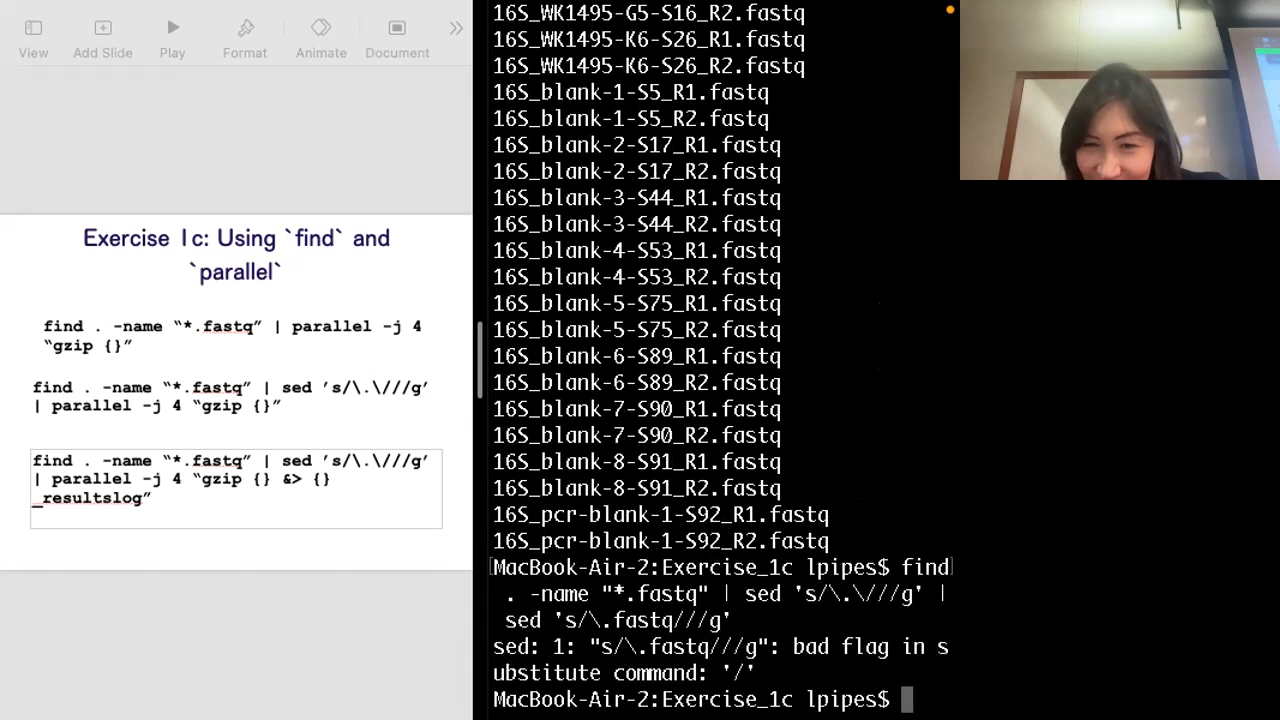 View
Add Slide
Play
Format
Animate
Document
Exercise 1c: Using `find` and
`parallel`
find . -name “*.fastq” | parallel -j 4
“gzip {}”
find . -name “*.fastq” | sed ’s/\.\///g’
| parallel -j 4 “gzip {}”
find . -name “*.fastq” | sed ’s/\.\///g’
| parallel -j 4 “gzip {} &> {}
_resultslog”
16S_WK1495-G5-S16_R2.fastq
16S_WK1495-K6-S26_R1.fastq
16S_WK1495-K6-S26_R2.fastq
16S_blank-1-S5_R1.fastq
16S_blank-1-S5_R2.fastq
16S_blank-2-S17_R1.fastq
16S_blank-2-S17_R2.fastq
16S_blank-3-S44_R1.fastq
16S_blank-3-S44_R2.fastq
16S_blank-4-S53_R1.fastq
16S_blank-4-S53_R2.fastq
16S_blank-5-S75_R1.fastq
16S_blank-5-S75_R2.fastq
16S_blank-6-S89_R1.fastq
16S_blank-6-S89_R2.fastq
16S_blank-7-S90_R1.fastq
16S_blank-7-S90_R2.fastq
16S_blank-8-S91_R1.fastq
16S_blank-8-S91_R2.fastq
16S_pcr-blank-1-S92_R1.fastq
16S_pcr-blank-1-S92_R2.fastq
[MacBook-Air-2:Exercise_1c lpipes$ find]
 . -name "*.fastq" | sed 's/\.\///g' |
 sed 's/\.fastq///g'
sed: 1: "s/\.fastq///g": bad flag in s
ubstitute command: '/'
MacBook-Air-2:Exercise_1c lpipes$